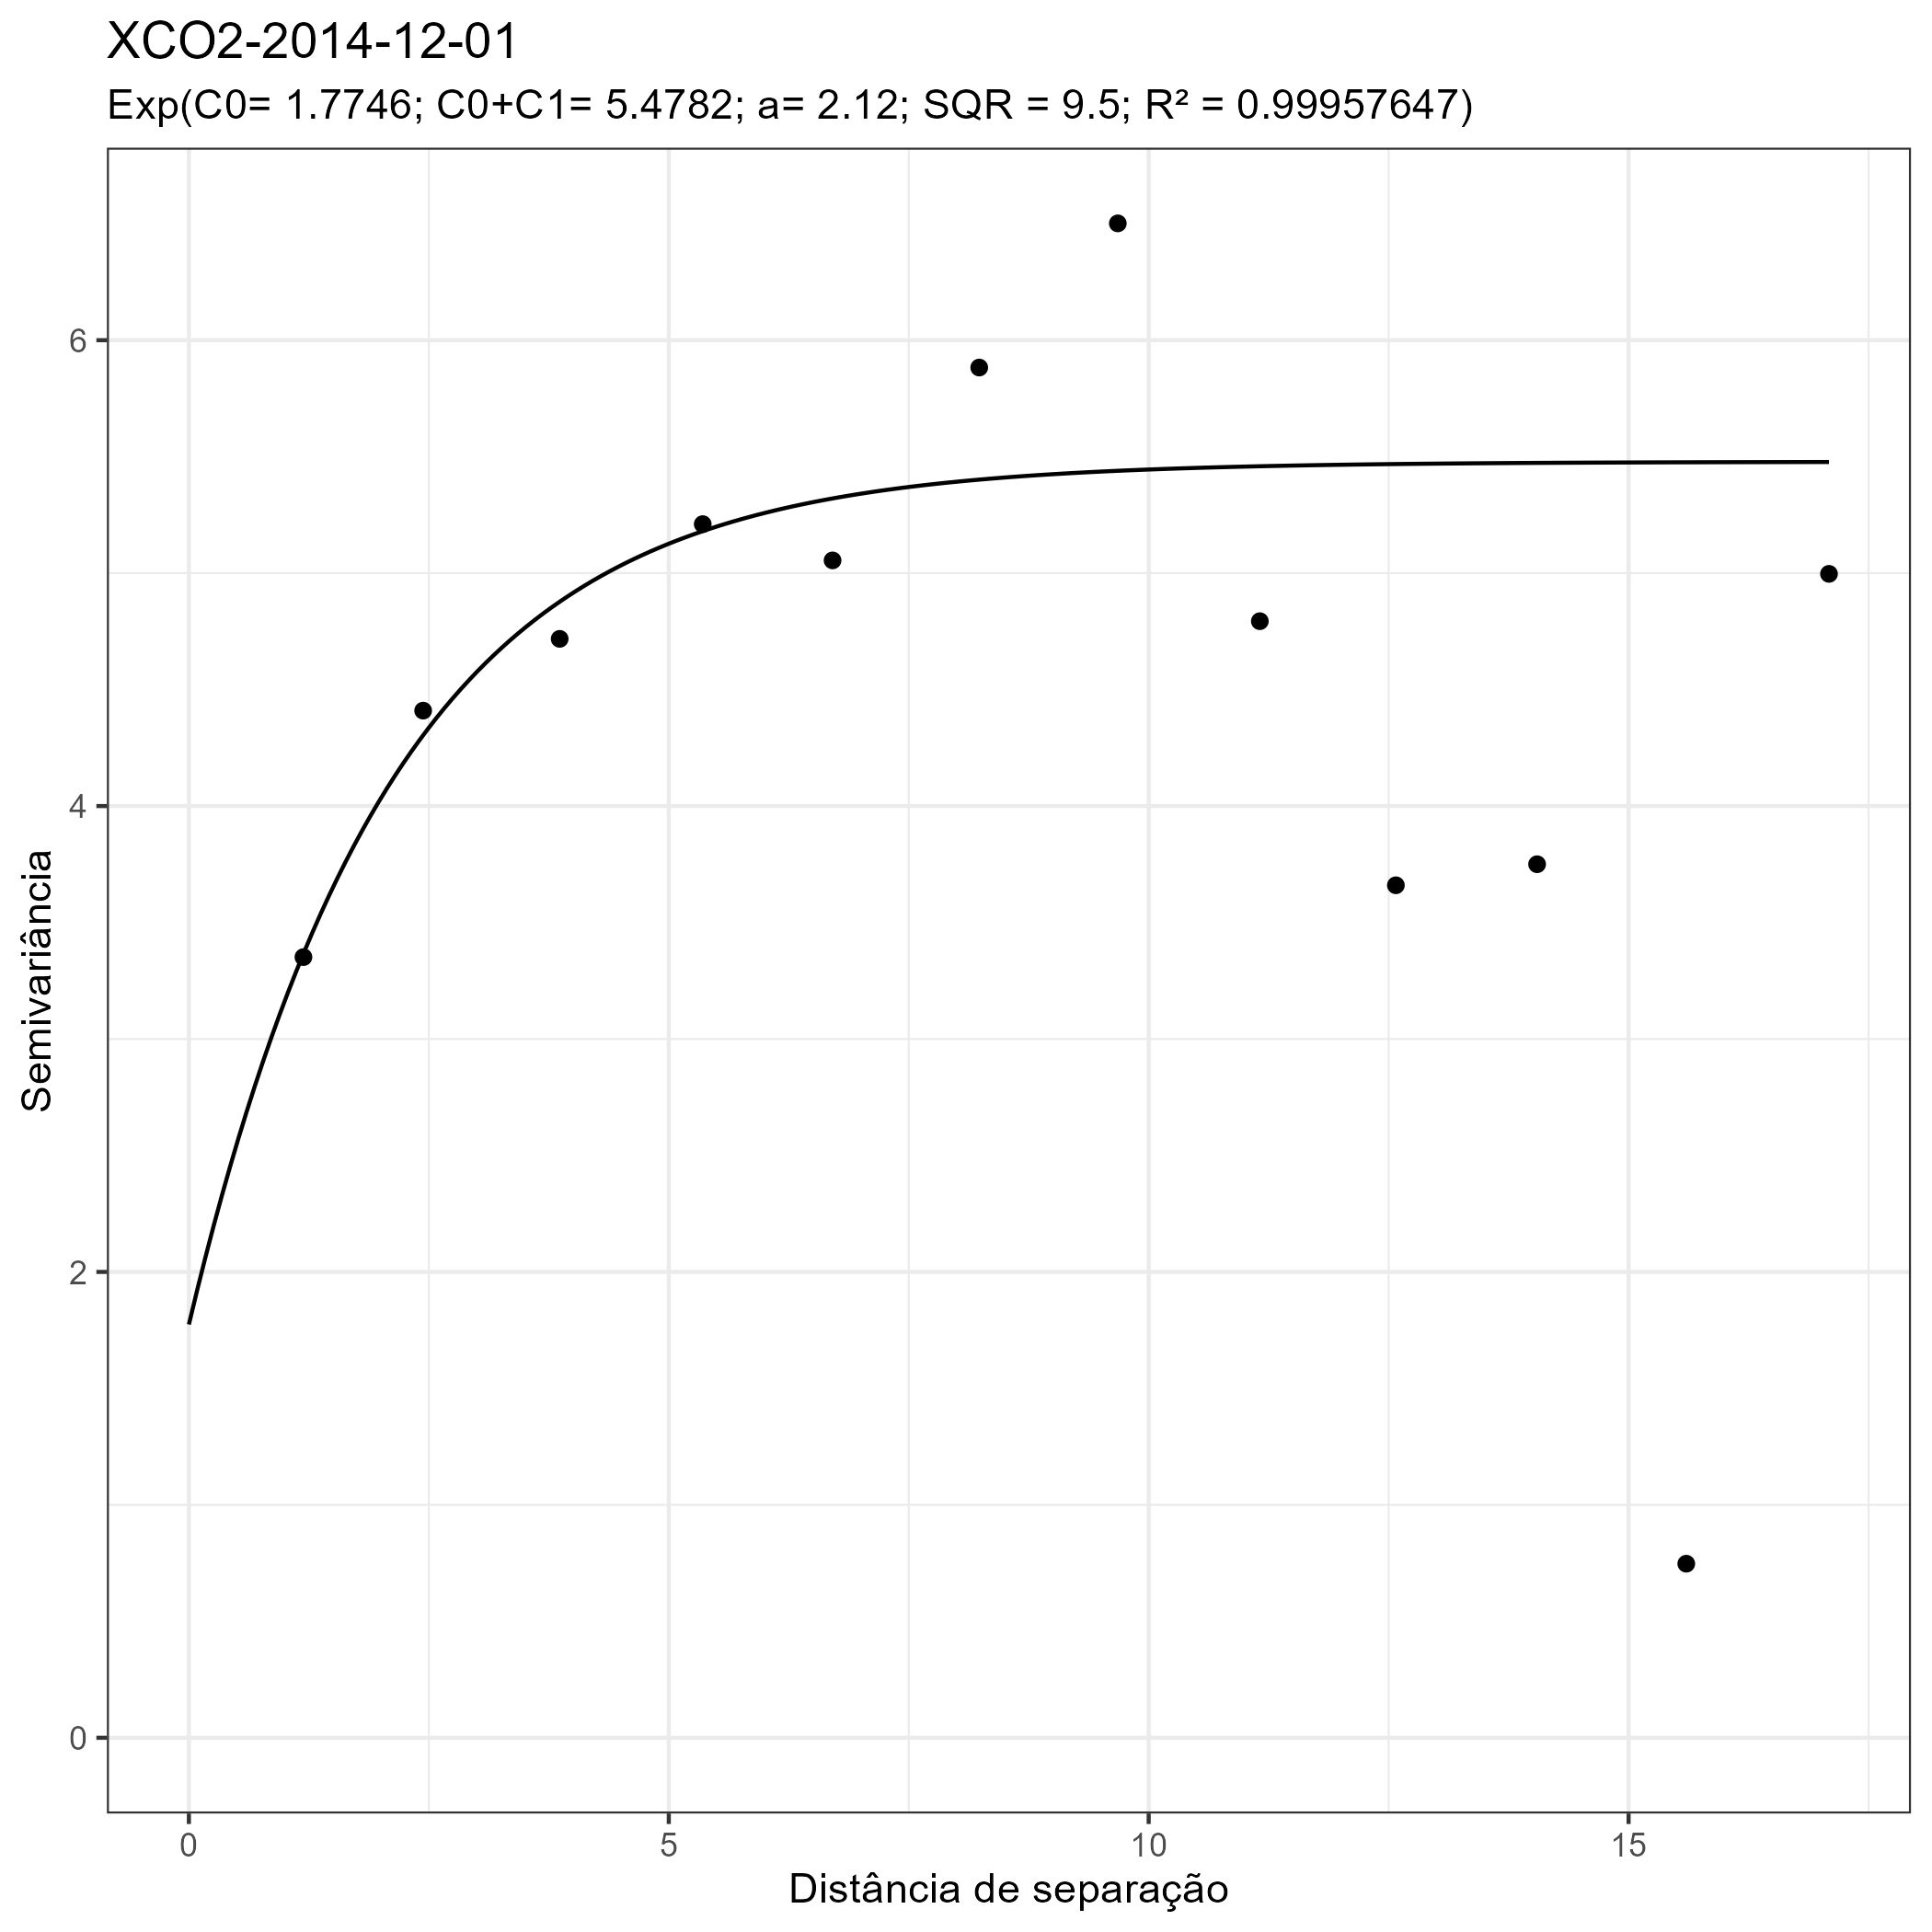 XCO2-2014-12-01
Exp(C0= 1.7746; C0+C1= 5.4782; a= 2.12; SQR = 9.5; R² = 0.99957647)
Semivariância
6
4
2
0
0 5 10 15
Distância de separação